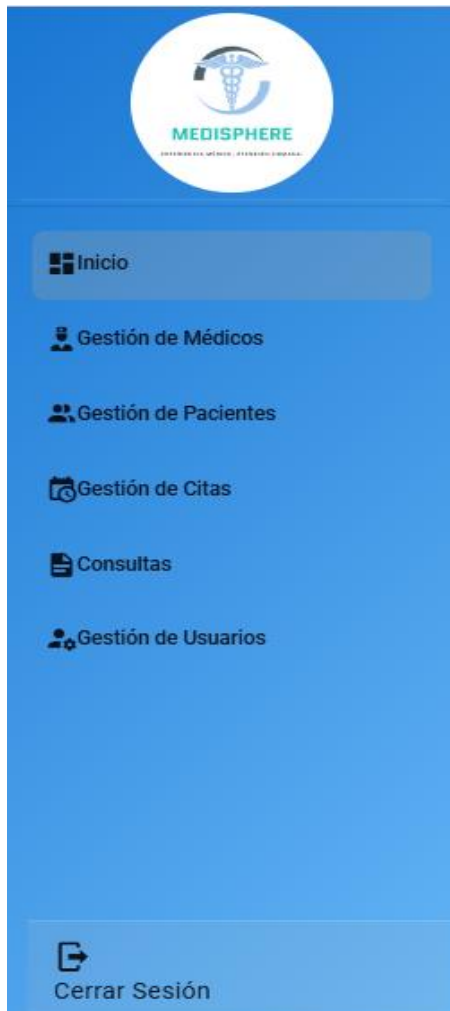 MEDISPHERE
Inicio
Gestión de Médicos
Gestión de Pacientes
Gestión de Citas
Consultas
Gestión de Usuarios
Cerrar Sesión